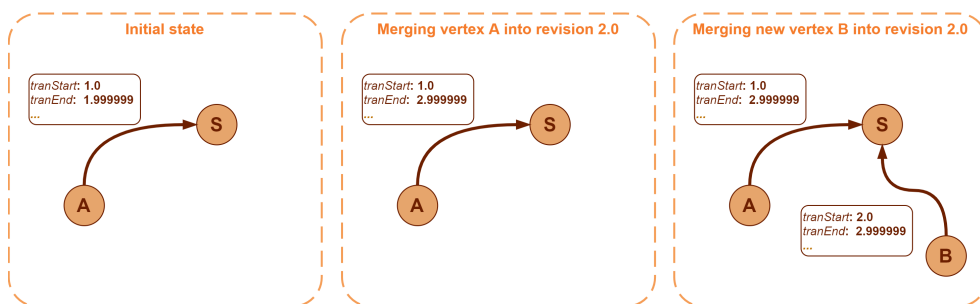 Initial state
tranStart: 1.0
tranEnd: 1.999999
...
S
A
Merging vertex A into revision 2.0
tranStart: 1.0
tranEnd: 2.999999
...
S
A
Merging new vertex B into revision 2.0
tranStart: 1.0
tranEnd: 2.999999
...
S
A
tranStart: 2.0
tranEnd: 2.999999
...
B